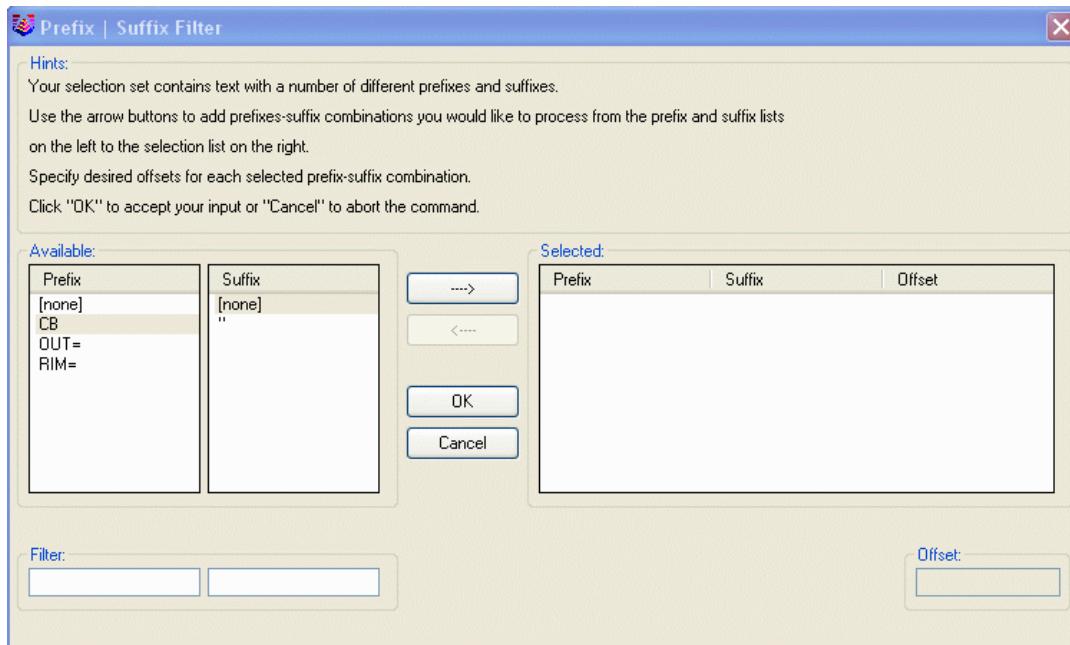 Prefix | Suffix Filter
Hints:
Your selection set contains text with a number of different prefixes and suffixes.
Use the arrow buttons to add prefixes-suffix combinations you would like to process from the prefix and suffix lists
on the left to the selection list on the right.
Specify desired offsets for each selected prefix-suffix combination.
Click "OK" to accept your input or "Cancel" to abort the command.
Available:
Prefix
[none]
CB
OUT=
RIM=
Suffix
[none]
"
---->
<----
OK
Cancel
Selected:
Prefix Suffix Offset
Filter:
Offset: